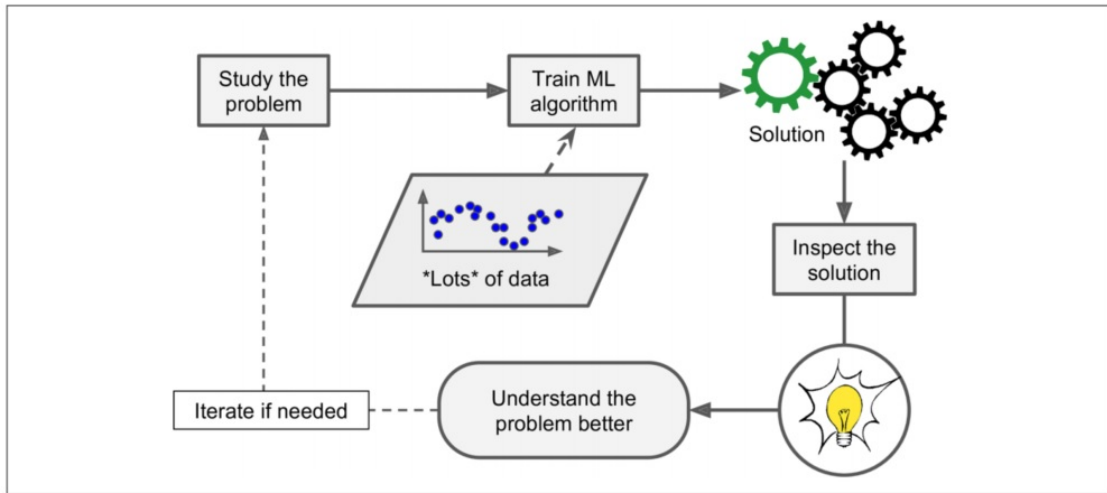 Study the
problem
Train ML
algorithm
Solution
*Lots* of data
Inspect the
solution
Understand the
problem better
Iterate if needed